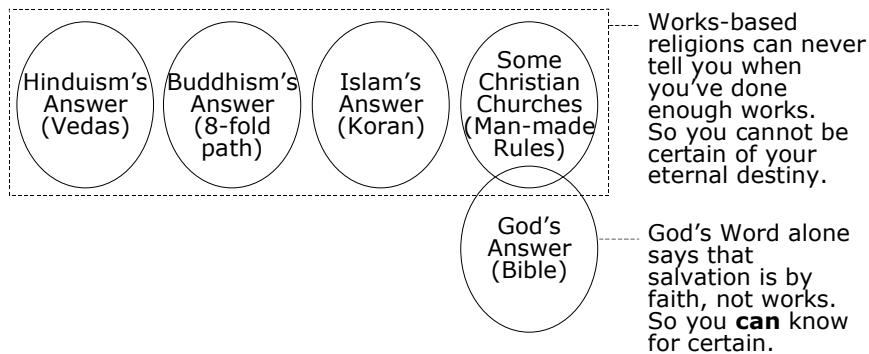 Hinduism's
Answer
(Vedas)
Buddhism's
Answer
(8-fold
path)
Islam's
Answer
(Koran)
Some
Christian
Churches
(Man-made
Rules)
Works-based
religions can never
tell you when
you've done
enough works.
So you cannot be
certain of your
eternal destiny.
God's
Answer
(Bible)
God's Word alone
says that
salvation is by
faith, not works.
So you can know
for certain.